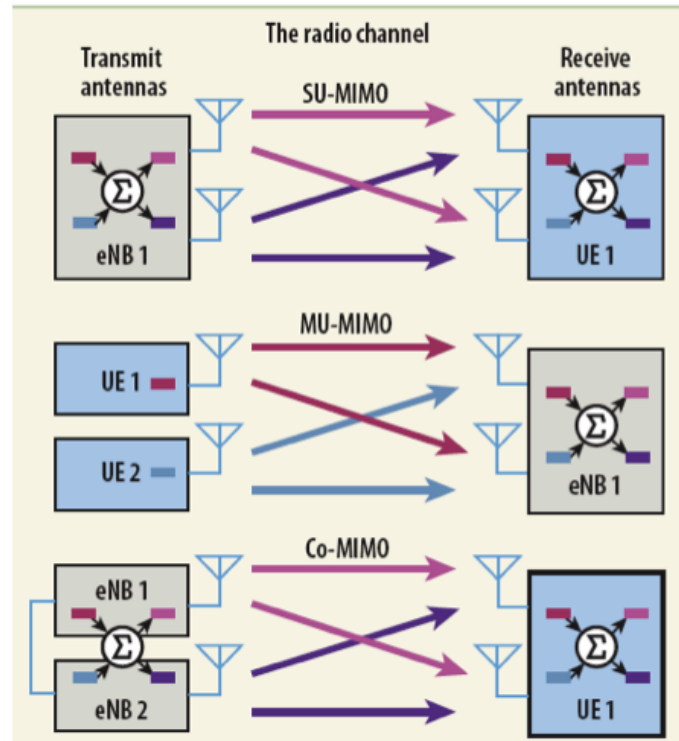 The radio channel
Transmit
antennas
Receive
antennas
SU-MIMO
Σ
eNB 1
Σ
UE 1
MU-MIMO
UE 1
UE 2
Σ
eNB 1
Co-MIMO
eNB 1
Σ
eNB 2
Σ
UE 1